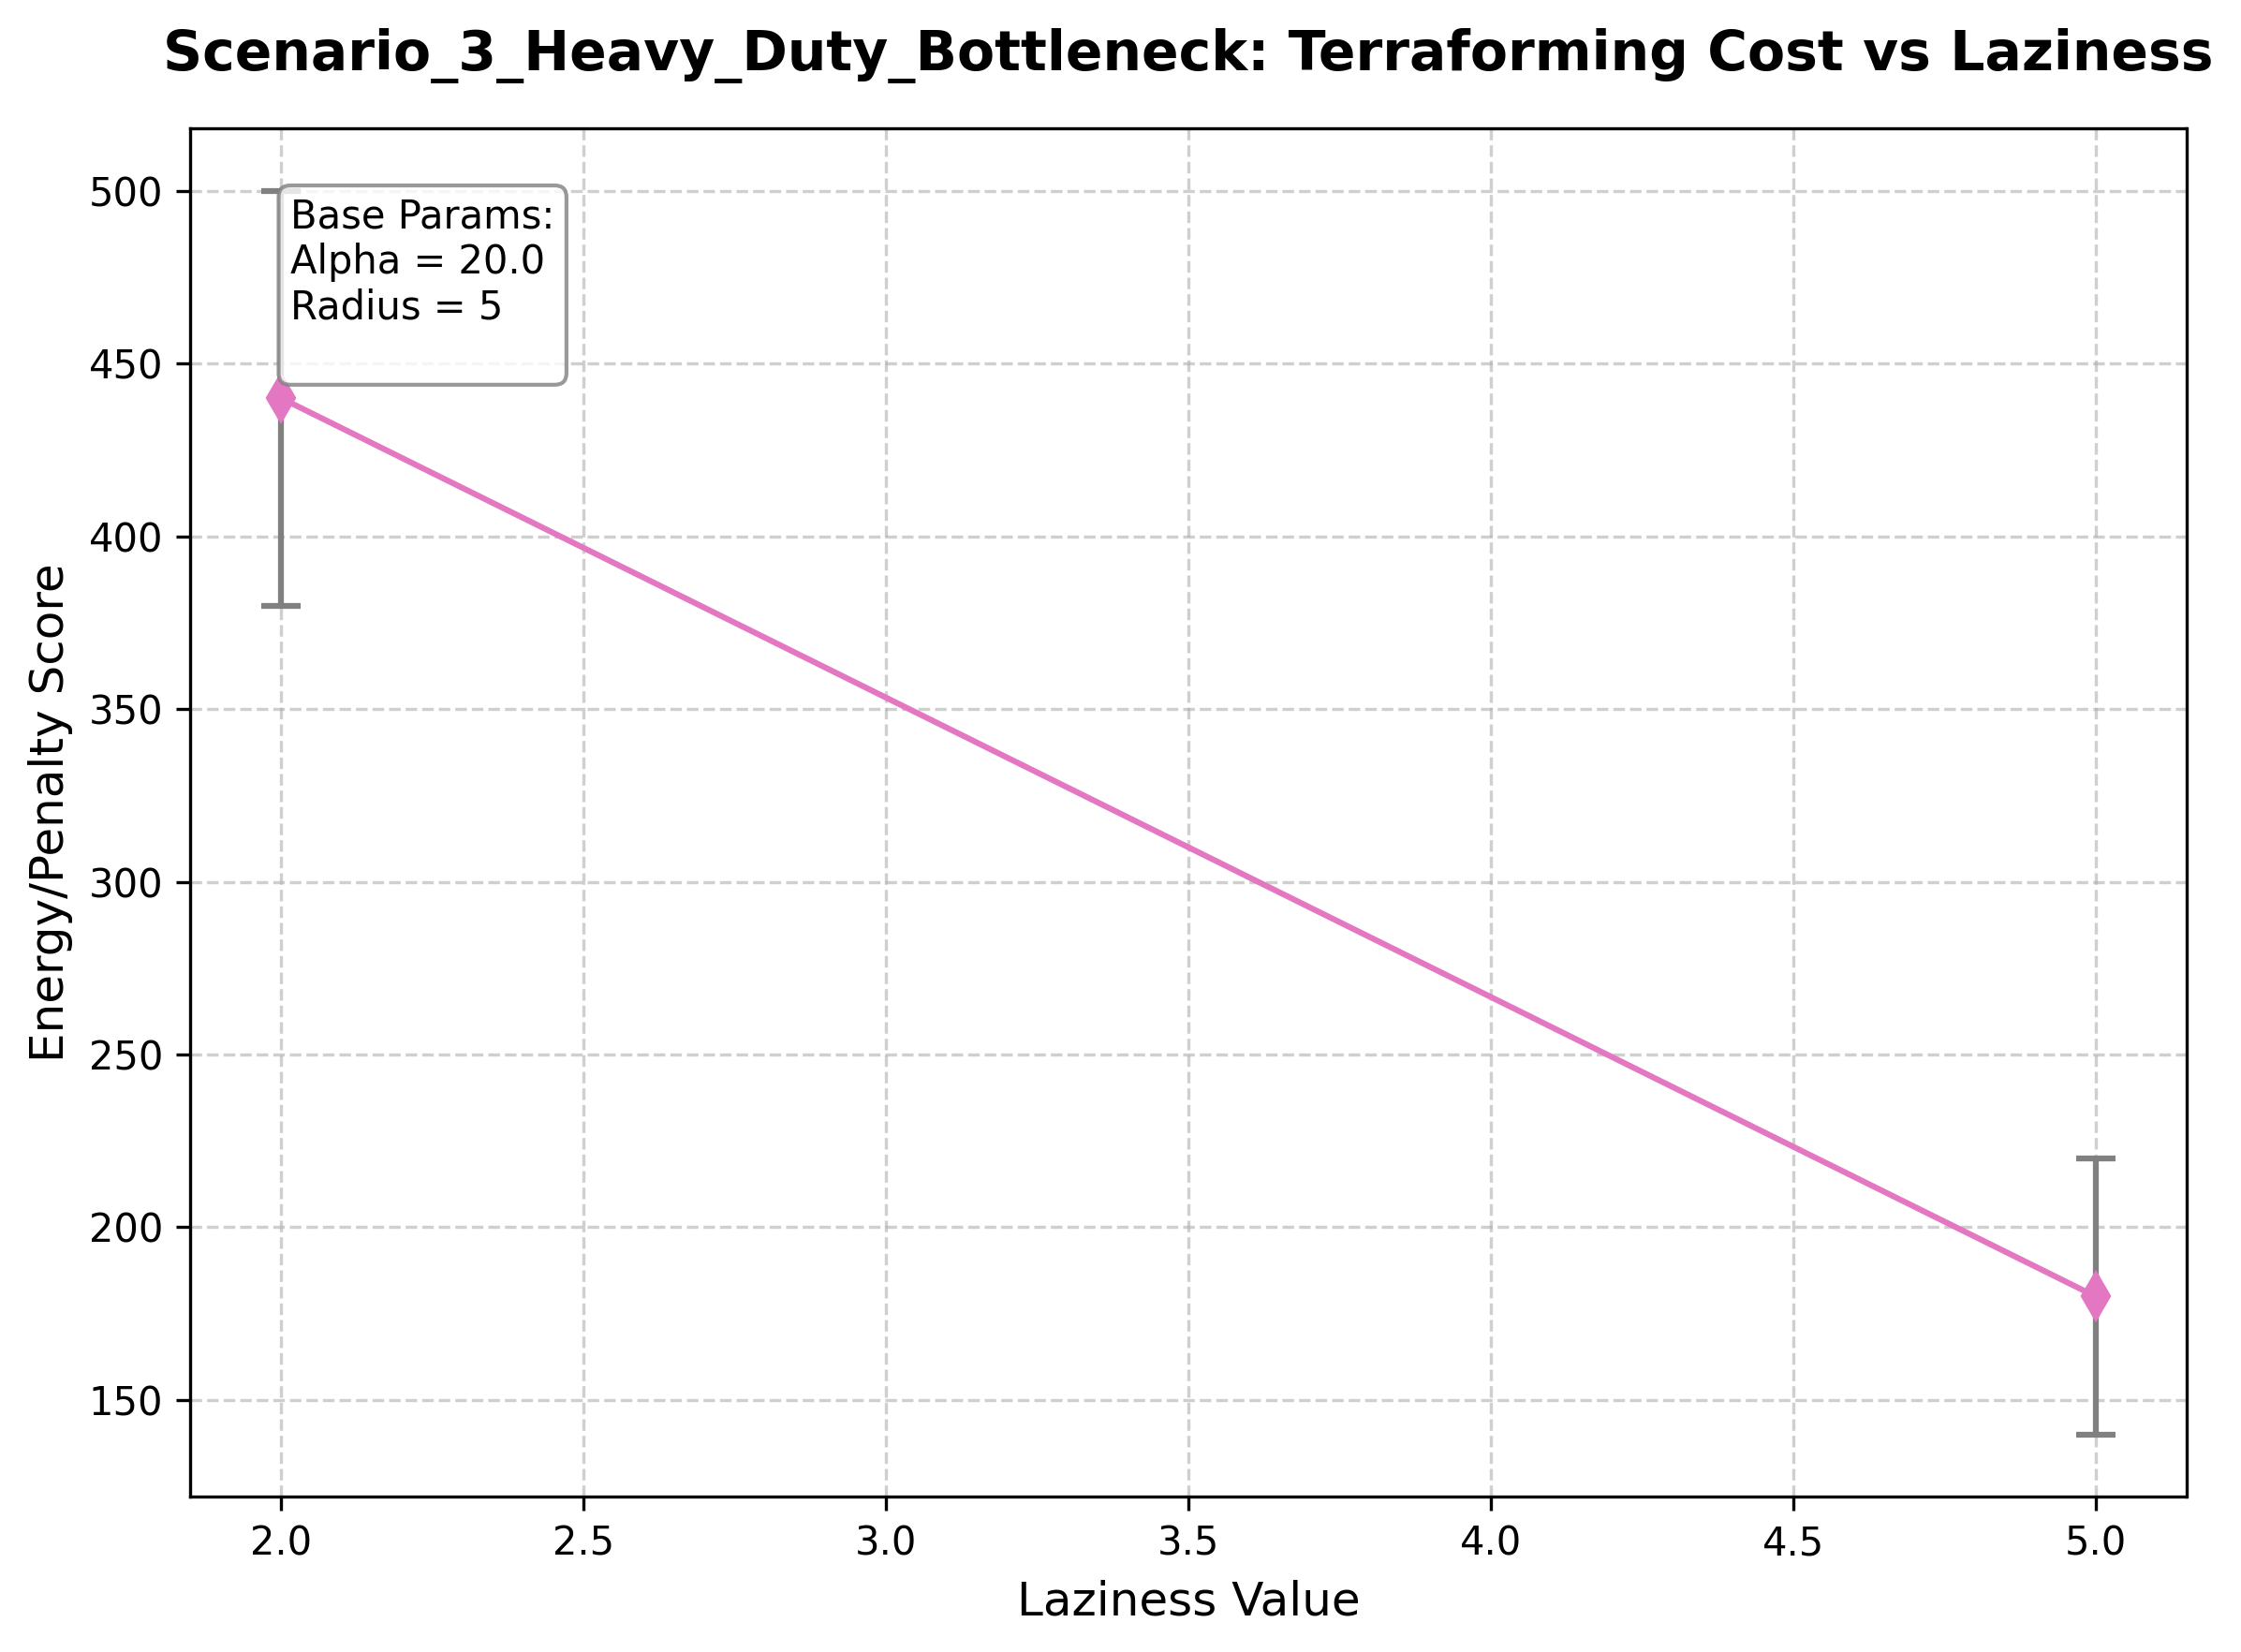 Scenario_3_Heavy_Duty_Bottleneck: Terraforming Cost vs Laziness
Energy/Penalty Score
500
450
400
350
300
250
200
150
Base Params:
Alpha = 20.0
Radius = 5
2.0 2.5 3.0 3.5 4.0 4.5 5.0
Laziness Value